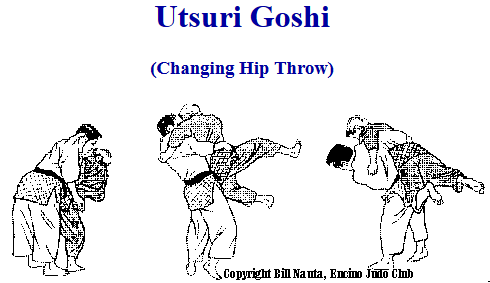 Utsuri Goshi
(Changing Hip Throw)
Copyright Bill Nauta, Encino Judo Club